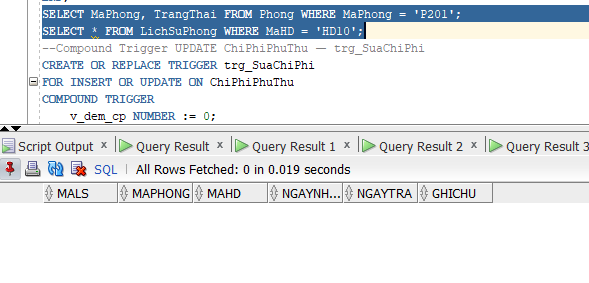 SELECT MaPhong, TrangThai FROM Phong WHERE MaPhong = 'P201';
SELECT * FROM LichSuPhong WHERE MaHD = 'HD10';
--Compound Trigger UPDATE ChiPhiPhuThu — trg_SuaChiPhi
CREATE OR REPLACE TRIGGER trg_SuaChiPhi
FOR INSERT OR UPDATE ON ChiPhiPhuThu
COMPOUND TRIGGER
v_dem_cp NUMBER := 0;
Script Output x Query Result x Query Result 1 x Query Result 2 x Query Result 3
SQL | All Rows Fetched: 0 in 0.019 seconds
MALS MAPHONG MAHD NGAYNH... NGAYTRA GHICHU